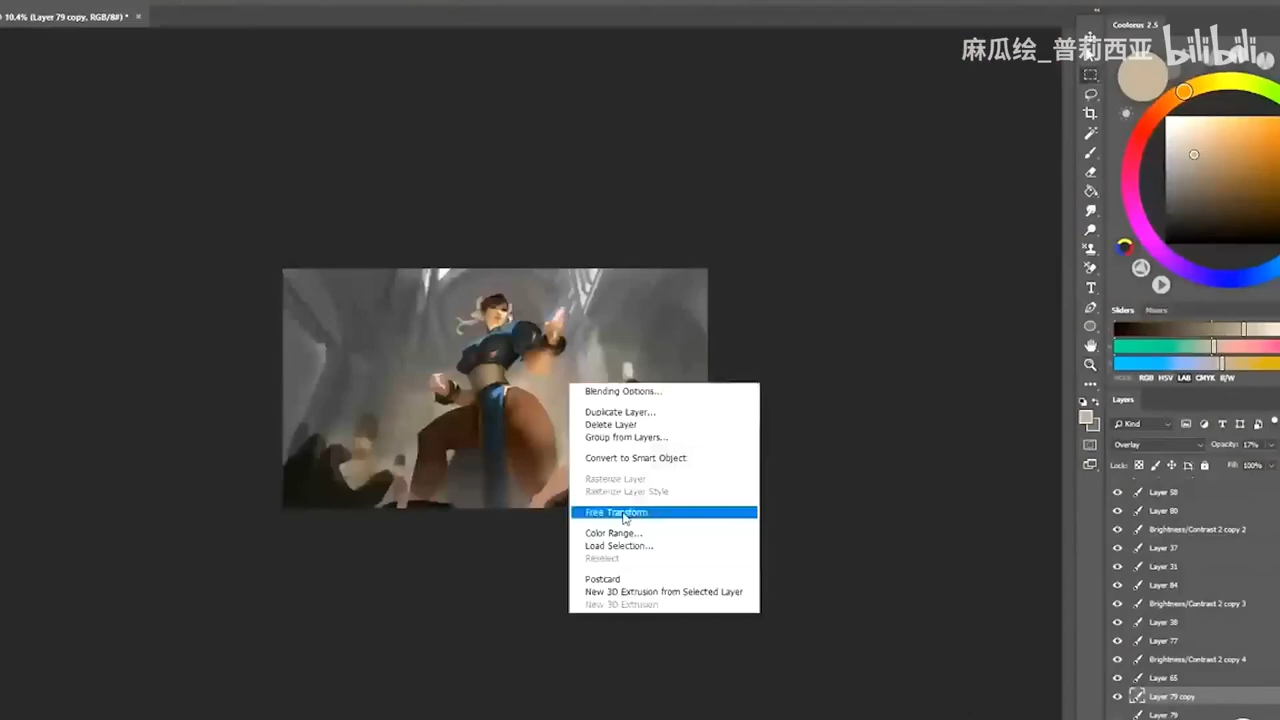 10.4% (Layer 79 copy, RGB/8#) *
Coolorus 2.5
麻瓜绘_普莉西亚 bilibili
Sliders Mixers
RGB HSV LAB CMYK B/W
Layers
Kind
Overlay Opacity: 17%
Lock: Fill: 100%
Layer 58
Layer 80
Brightness/Contrast 2 copy 2
Layer 37
Layer 31
Layer 84
Brightness/Contrast 2 copy 3
Layer 38
Layer 77
Brightness/Contrast 2 copy 4
Layer 65
Layer 79 copy
Layer 79
Blending Options...
Duplicate Layer...
Delete Layer
Group from Layers...
Convert to Smart Object
Rasterize Layer
Rasterize Layer Style
Free Transform
Color Range...
Load Selection...
Reselect
Postcard
New 3D Extrusion from Selected Layer
New 3D Extrusion